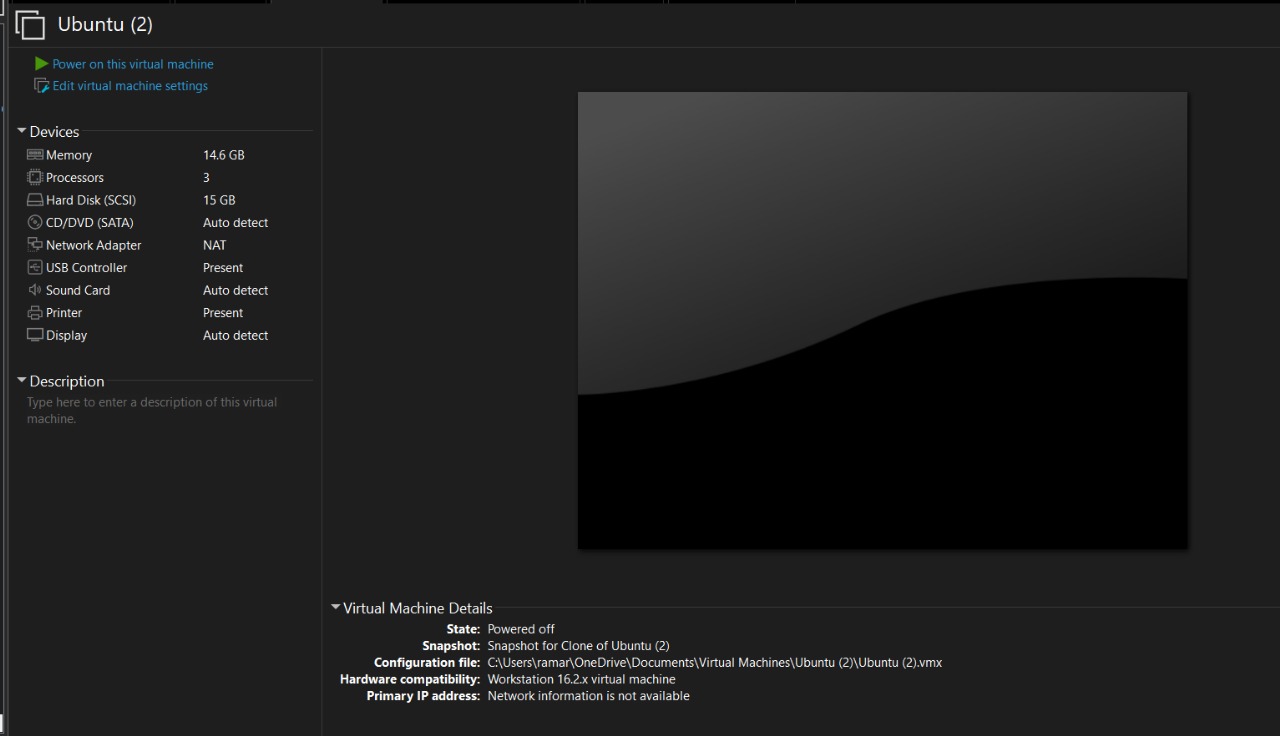 Ubuntu (2)
Power on this virtual machine
Edit virtual machine settings
Devices
Memory 14.6 GB
Processors 3
Hard Disk (SCSI) 15 GB
CD/DVD (SATA) Auto detect
Network Adapter NAT
USB Controller Present
Sound Card Auto detect
Printer Present
Display Auto detect
Description
Type here to enter a description of this virtual
machine.
Virtual Machine Details
State: Powered off
Snapshot: Snapshot for Clone of Ubuntu (2)
Configuration file: C:\Users\ramar\OneDrive\Documents\Virtual Machines\Ubuntu (2)\Ubuntu (2).vmx
Hardware compatibility: Workstation 16.2.x virtual machine
Primary IP address: Network information is not available